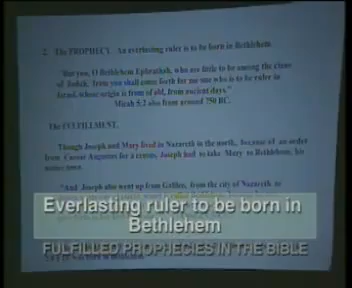 2. The PROPHECY. An everlasting ruler is to be born in Bethlehem.
"But you, O Bethlehem Ephrathah, who are little to be among the clans
of Judah, from you shall come forth for me one who is to be ruler in
Israel, whose origin is from of old, from ancient days."
Micah 5:2 also from around 750 BC.
The FULFILLMENT.
Though Joseph and Mary lived in Nazareth in the north, because of an order
from Caesar Augustus for a census, Joseph had to take Mary to Bethlehem, his
"And Joseph also went up from Galilee, from the city of Nazareth to
Everlasting ruler to be born in
Bethlehem
FULFILLED PROPHECIES IN THE BIBLE